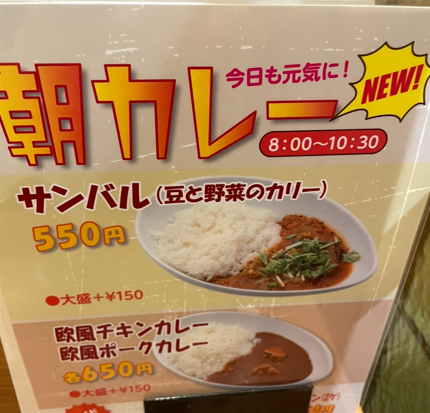 今日も元気に!
朝カレー
NEW!
8:00〜10:30
サンバル(豆と野菜のカリー)
550円
●大盛+¥150
欧風チキンカレー
欧風ポークカレー
各650円
●大盛+¥150